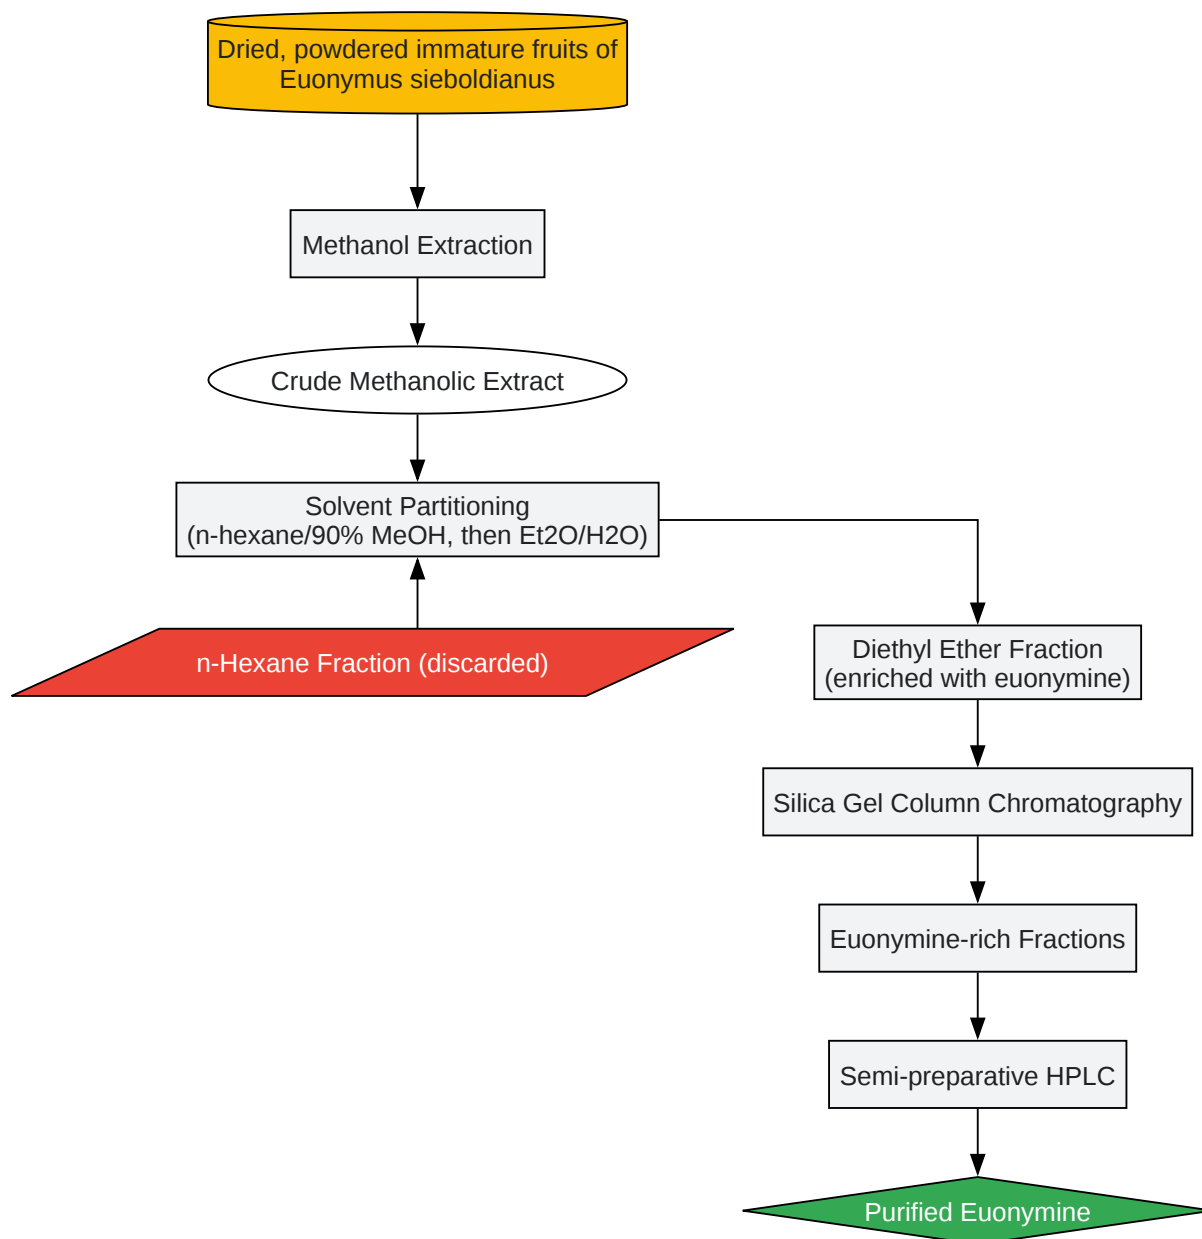 Dried, powdered immature fruits of
Euonymus sieboldianus
Methanol Extraction
Crude Methanolic Extract
Solvent Partitioning
(n-hexane/90% MeOH, then Et2O/H2O)
n-Hexane Fraction (discarded)
Diethyl Ether Fraction
(enriched with euonymine)
Silica Gel Column Chromatography
Euonymine-rich Fractions
Semi-preparative HPLC
Purified Euonymine